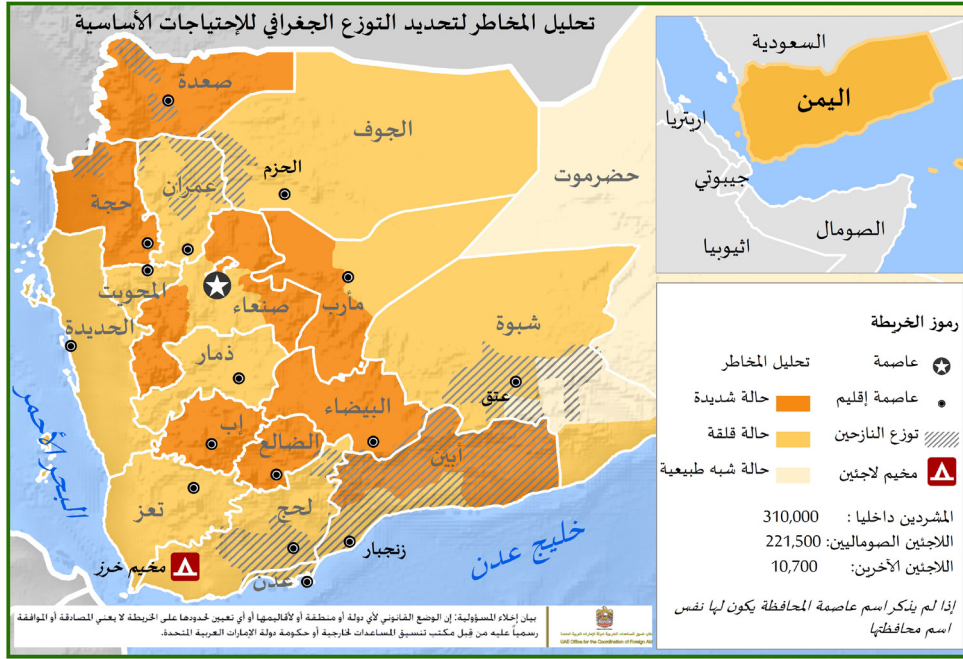 تحليل المخاطر لتحديد التوزع الجغرافي للإحتياجات الأساسية
صعدة
الجوف
الحزم
عمران
حجة
حضرموت
المحويت
صنعاء
مأرب
شبوة
الحديدة
ذمار
عتق
البيضاء
إب
الضالع
أبين
تعز
لحج
زنجبار
مخيم خرز
عدن
البحر الأحمر
خليج عدن
السعودية
اليمن
اريتريا
جيبوتي
الصومال
اثيوبيا
رموز الخريطة
عاصمة
عاصمة إقليم
توزع النازحين
مخيم لاجئين
تحليل المخاطر
حالة شديدة
حالة قلقة
حالة شبه طبيعية
المشردين داخليا : 310,000
اللاجئين الصوماليين: 221,500
اللاجئين الآخرين: 10,700
إذا لم يذكر اسم عاصمة المحافظة يكون لها نفس
اسم محافظتها
بيان إخلاء المسؤولية: إن الوضع القانوني لأي دولة أو منطقة أو لأقاليمها أو أي تعيين لحدودها على الخريطة لا يعني المصادقة أو الموافقة
رسمياً عليه من قبل مكتب تنسيق المساعدات الخارجية أو حكومة دولة الإمارات العربية المتحدة.
UAE Office for the Coordination of Foreign Aid